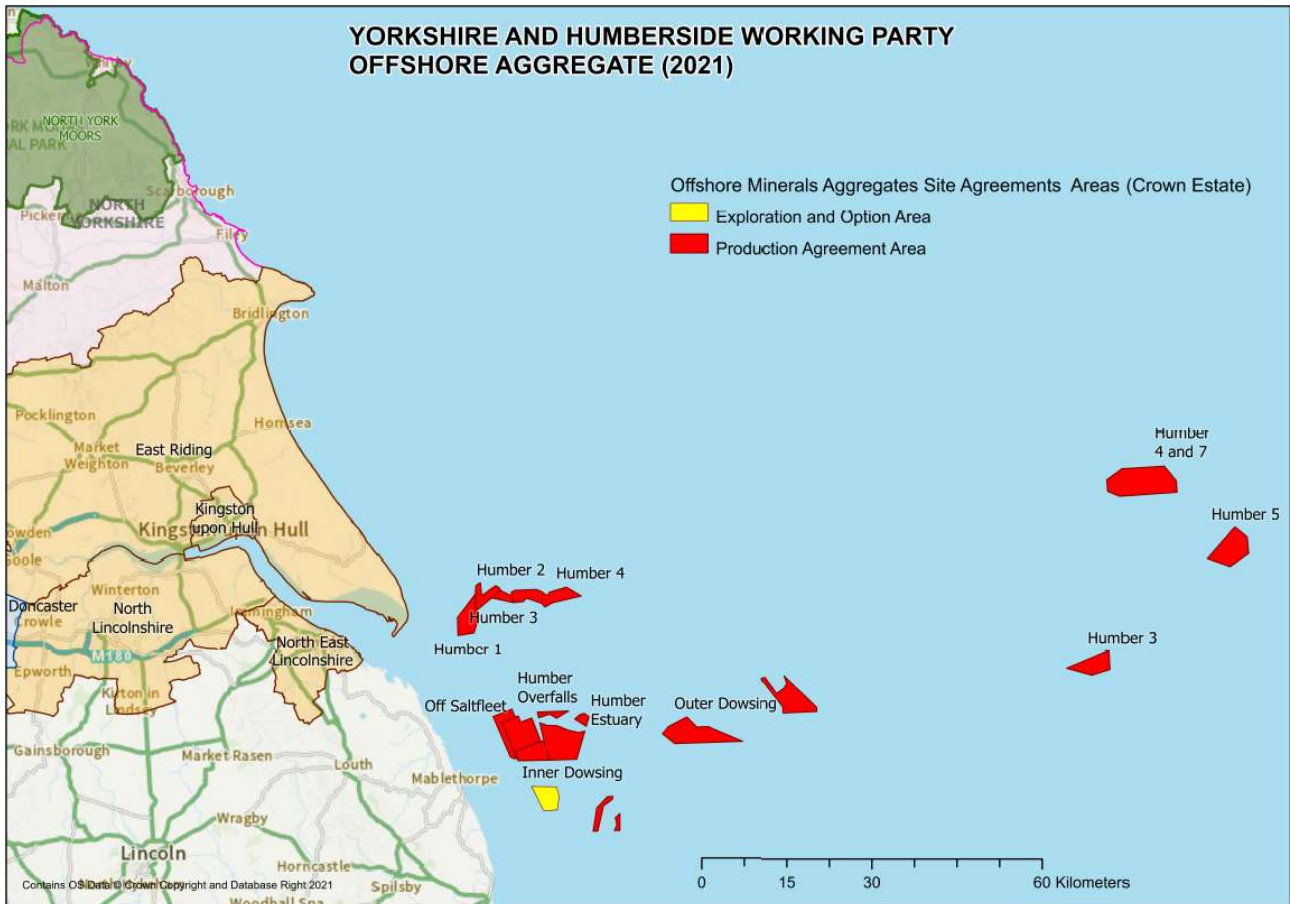 YORKSHIRE AND HUMBERSIDE WORKING PARTY
OFFSHORE AGGREGATE (2021)
Whitby
NORTH YORK
MOORS
Scarborough
NORTH
YORKSHIRE
Filey
Malton
Bridlington
Offshore Minerals Aggregates Site Agreements Areas (Crown Estate)
Exploration and Option Area
Production Agreement Area
Pocklington
Hornsea
Market
Weighton
East Riding
Beverley
Kingston
upon Hull
Humber
4 and 7
Humber 5
Winterton
Doncaster
Crowle
North
Lincolnshire
Immingham
M180
North East
Lincolnshire
Epworth
Kirton in
Lindsey
Humber 2
Humber 4
Humber 3
Humber 1
Humber 3
Off Saltfleet
Humber
Overfalls
Humber
Estuary
Outer Dowsing
Inner Dowsing
Gainsborough
Market Rasen
Louth
Mablethorpe
Wragby
Lincoln
Horncastle
Spilsby
Woodhall Spa
Contains OS Data © Crown Copyright and Database Right 2021
0 15 30 60 Kilometers